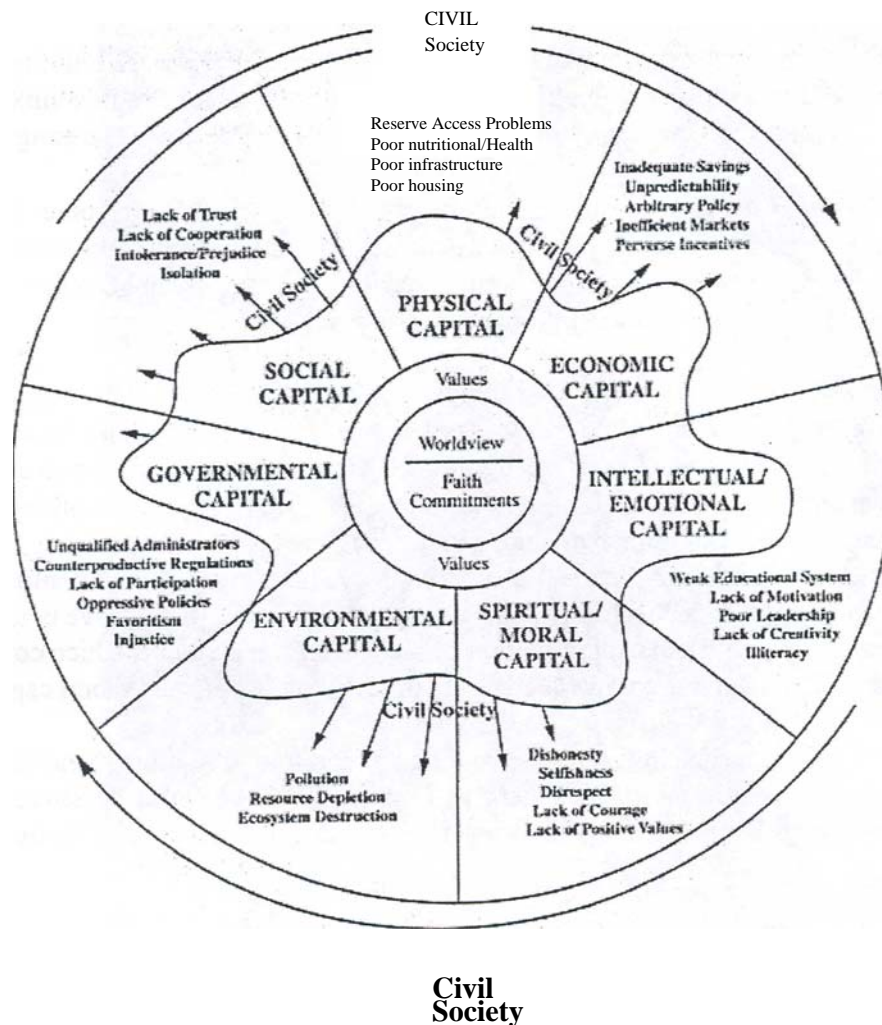 CIVIL
Society
Reserve Access Problems
Poor nutritional/Health
Poor infrastructure
Poor housing
Inadequate Savings
Unpredictability
Arbitrary Policy
Inefficient Markets
Perverse Incentives
Lack of Trust
Lack of Cooperation
Intolerance/Prejudice
Isolation
Civil Society
Civil Society
PHYSICAL
CAPITAL
SOCIAL
CAPITAL
ECONOMIC
CAPITAL
Values
Worldview
Faith
Commitments
Values
GOVERNMENTAL
CAPITAL
INTELLECTUAL/
EMOTIONAL
CAPITAL
Unqualified Administrators
Counterproductive Regulations
Lack of Participation
Oppressive Policies
Favoritism
Injustice
Weak Educational System
Lack of Motivation
Poor Leadership
Lack of Creativity
Illiteracy
ENVIRONMENTAL
CAPITAL
SPIRITUAL/
MORAL
CAPITAL
Civil Society
Pollution
Resource Depletion
Ecosystem Destruction
Dishonesty
Selfishness
Disrespect
Lack of Courage
Lack of Positive Values
Civil
Society